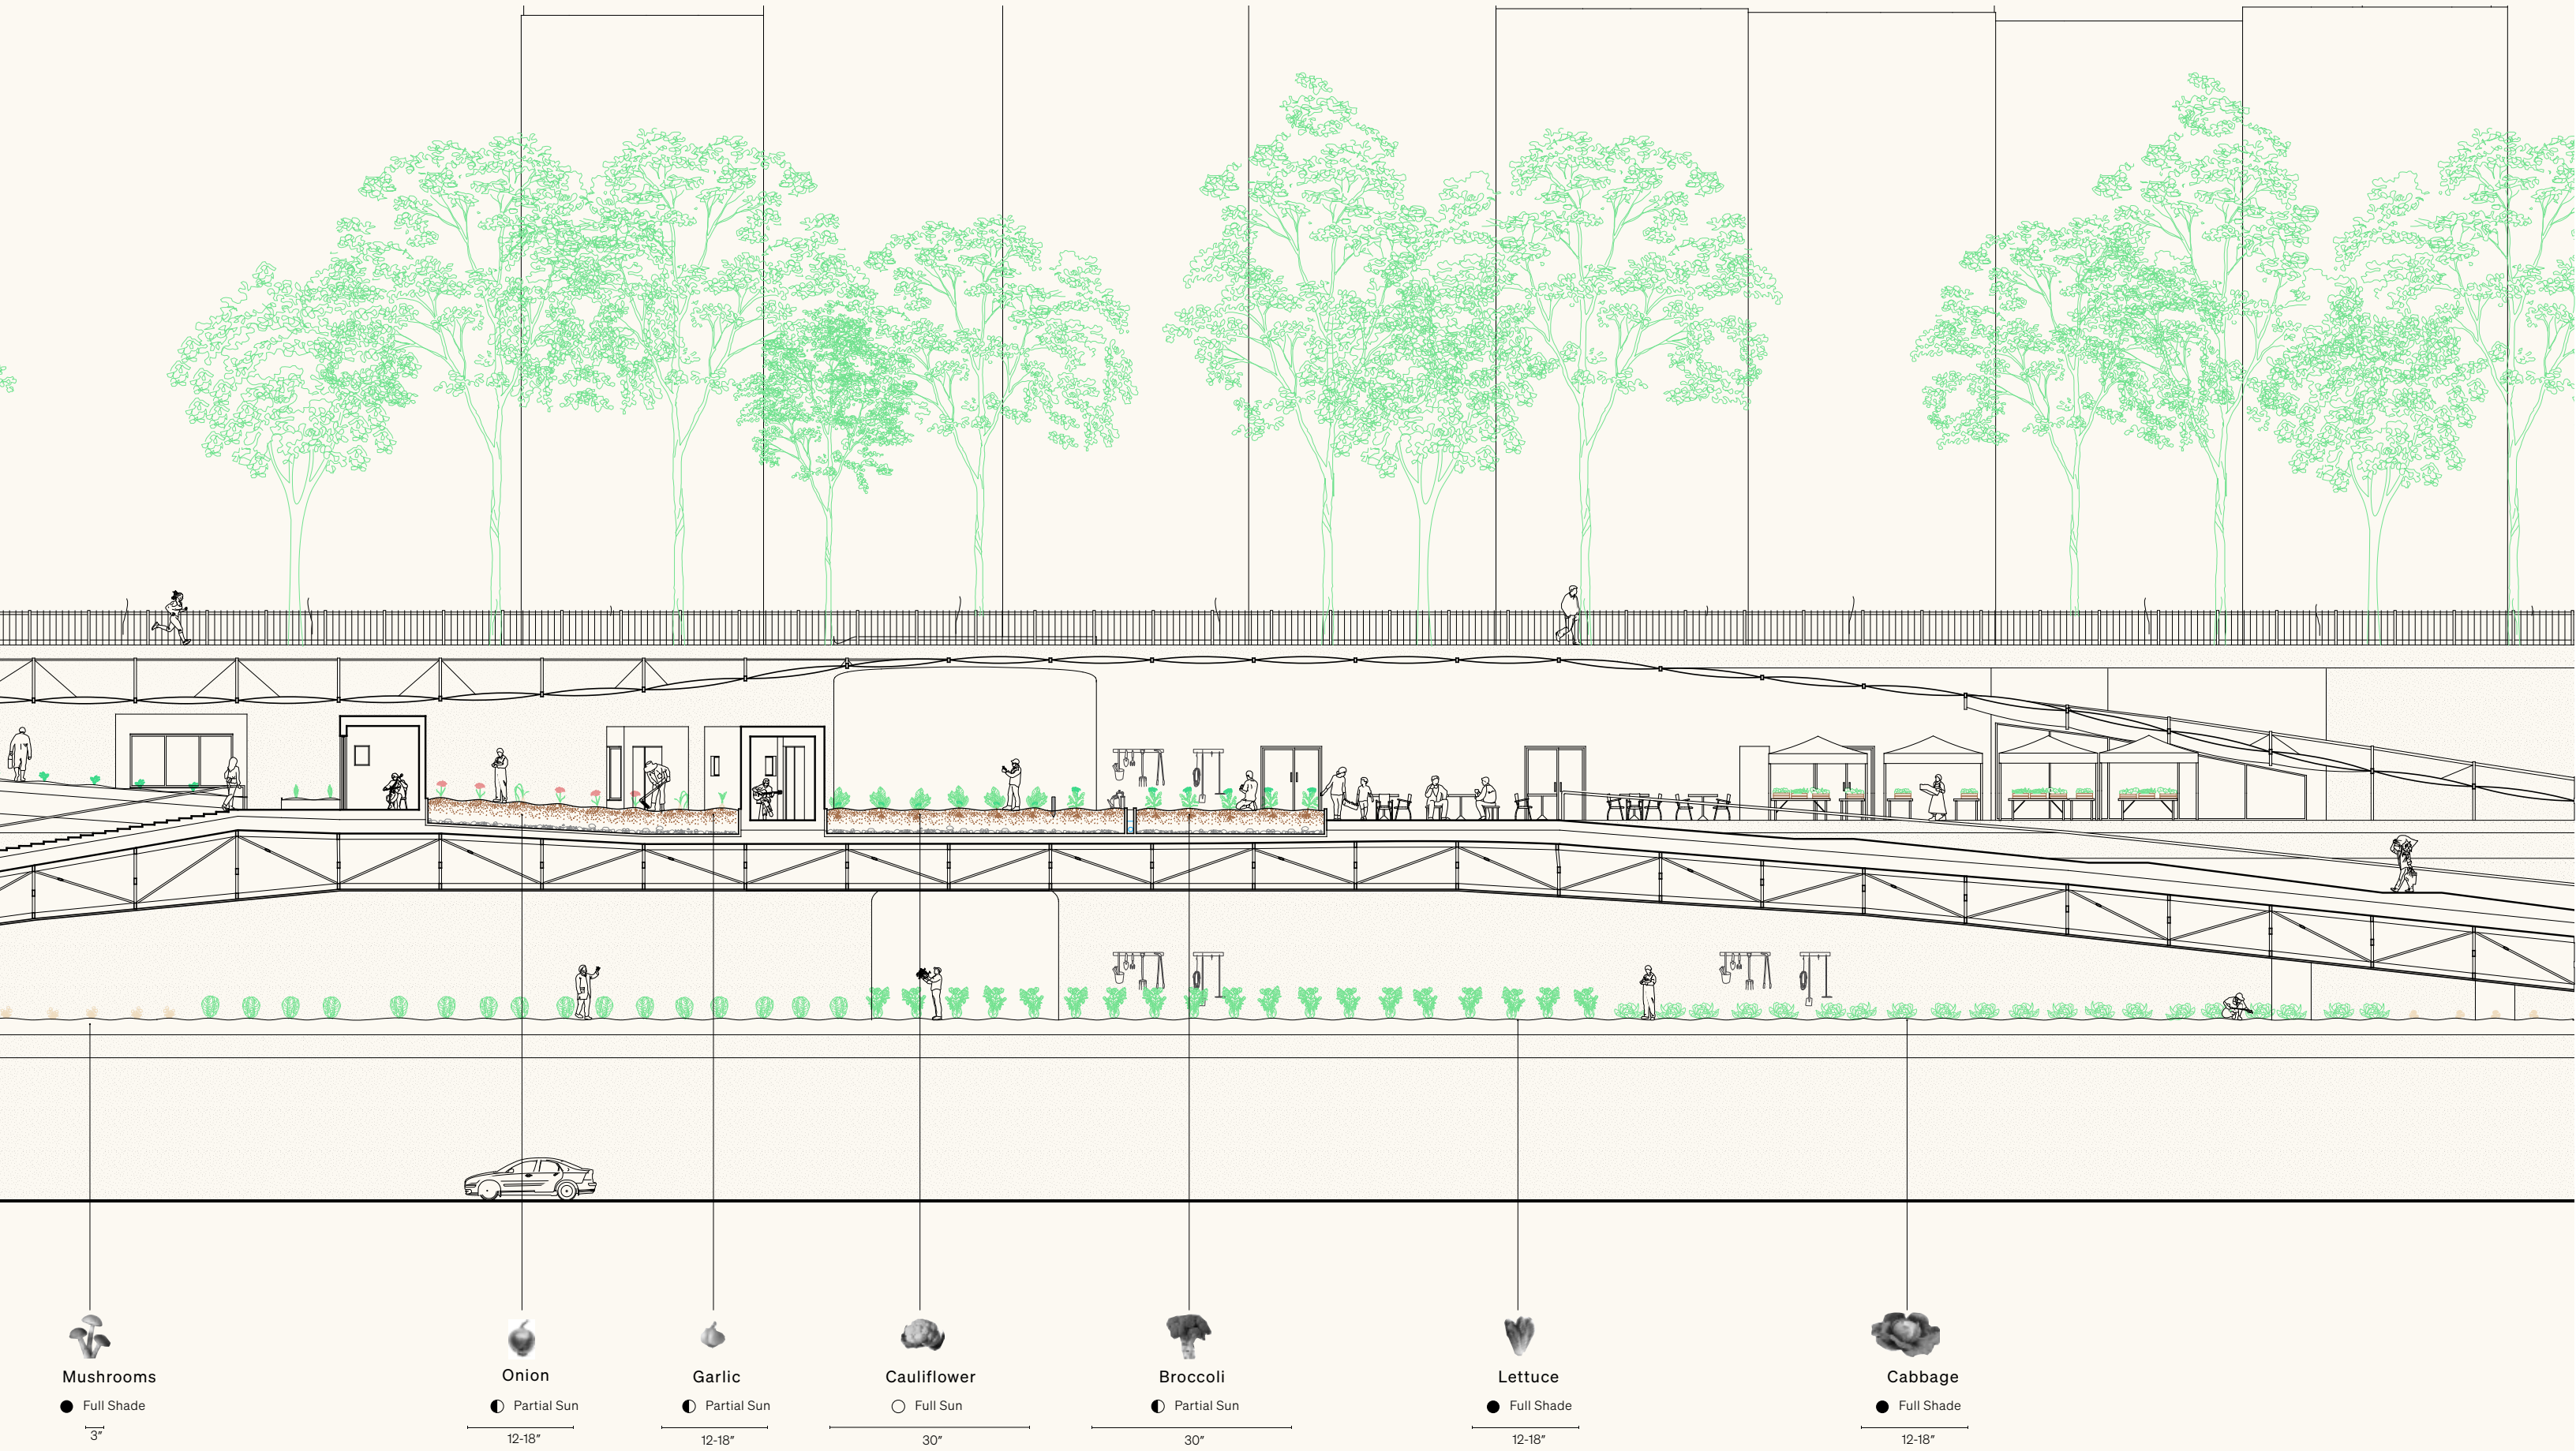 Mushrooms
Full Shade
3"
Onion
Partial Sun
12-18"
Garlic
Partial Sun
12-18"
Cauliflower
Full Sun
30"
Broccoli
Partial Sun
30"
Lettuce
Full Shade
12-18"
Cabbage
Full Shade
12-18"